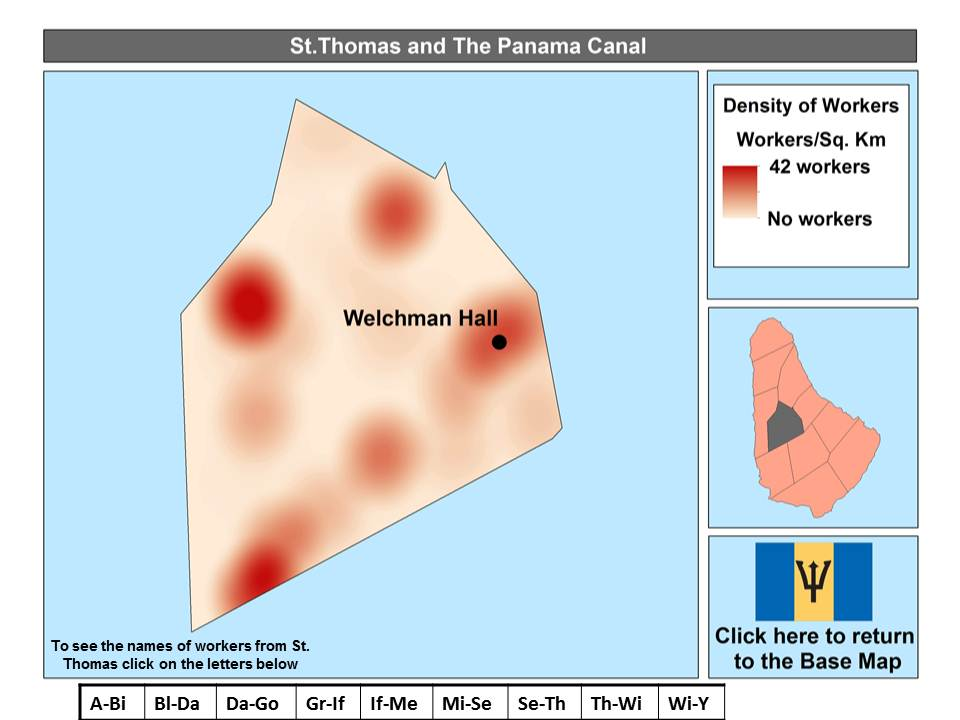 St.Thomas and The Panama Canal
Density of Workers
Workers/Sq. Km
42 workers
No workers
Welchman Hall
Click here to return
to the Base Map
To see the names of workers from St.
Thomas click on the letters below
A-Bi Bl-Da Da-Go Gr-If If-Me Mi-Se Se-Th Th-Wi Wi-Y